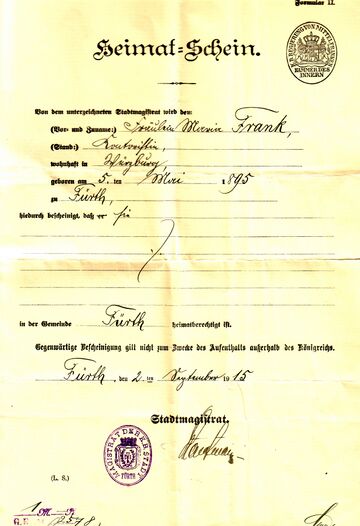 Formular II.
K. B. REGIERUNG VON MITTELFR.
KAMMER DES INNERN
Heimat-Schein.
Von dem unterzeichneten Stadtmagistrat wird den
(Vor- und Zuname:) Fräulein Maria Frank,
(Stand:) Kontoristin,
wohnhaft in Würzburg,
geboren am 5. ten Mai 1895
zu Fürth,
hiedurch bescheinigt, daß er sie
in der Gemeinde Fürth heimatberechtigt ist.
Gegenwärtige Bescheinigung gilt nicht zum Zwecke des Aufenthalts außerhalb des Königreichs.
Fürth, den 2. ten September 1915
Stadtmagistrat.
MAGISTRAT DER K. B. STADT
FÜRTH
(L. S.)
1 M